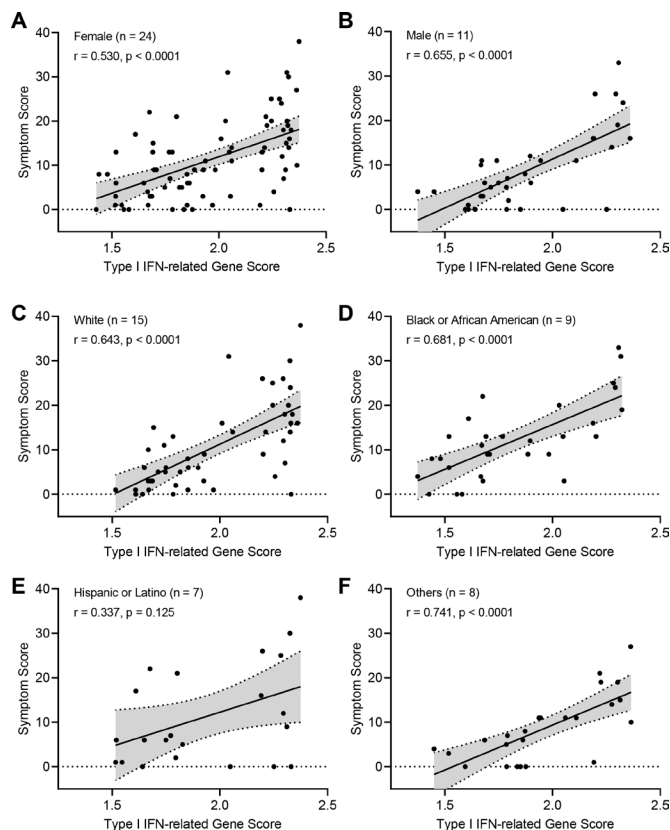 A
Female (n = 24)
r = 0.530, p < 0.0001
Symptom Score
40
30
20
10
0
1.5 2.0 2.5
Type I IFN-related Gene Score
B
Male (n = 11)
r = 0.655, p < 0.0001
Symptom Score
40
30
20
10
0
1.5 2.0 2.5
Type I IFN-related Gene Score
C
White (n = 15)
r = 0.643, p < 0.0001
Symptom Score
40
30
20
10
0
1.5 2.0 2.5
Type I IFN-related Gene Score
D
Black or African American (n = 9)
r = 0.681, p < 0.0001
Symptom Score
40
30
20
10
0
1.5 2.0 2.5
Type I IFN-related Gene Score
E
Hispanic or Latino (n = 7)
r = 0.337, p = 0.125
Symptom Score
40
30
20
10
0
1.5 2.0 2.5
Type I IFN-related Gene Score
F
Others (n = 8)
r = 0.741, p < 0.0001
Symptom Score
40
30
20
10
0
1.5 2.0 2.5
Type I IFN-related Gene Score